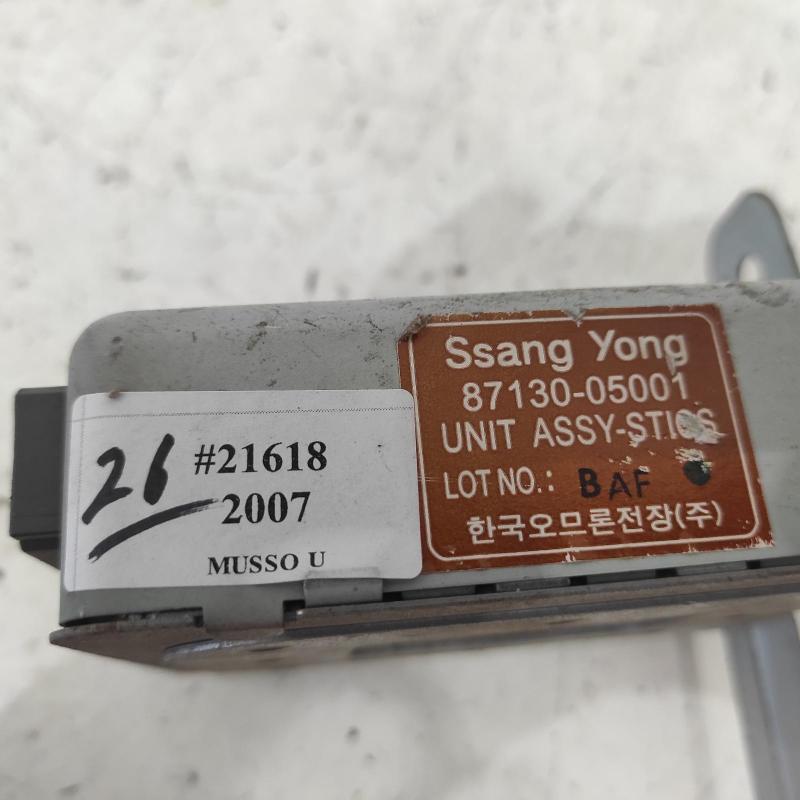 26
#21618
2007
MUSSO U
Ssang Yong
87130-05001
UNIT ASSY-STICS
LOT NO.: BAF
한국오므론전장(주)